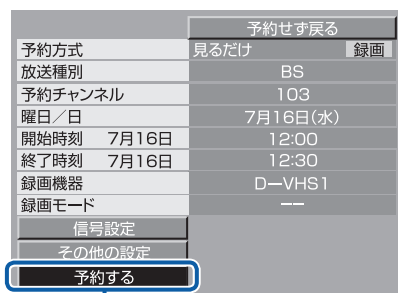 予約せず戻る
予約方式 見るだけ 録画
放送種別 BS
予約チャンネル 103
曜日／日 7月16日(水)
開始時刻 7月16日 12:00
終了時刻 7月16日 12:30
録画機器 D－VHS1
録画モード −−
信号設定
その他の設定
予約する